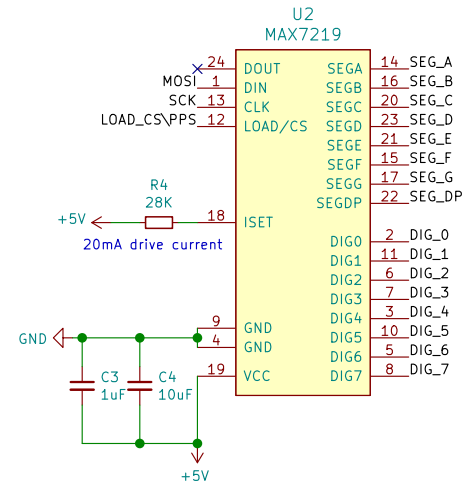 U2
MAX7219
24 DOUT SEGA 14 SEG_A
MOSI 1 DIN SEGB 16 SEG_B
SCK 13 CLK SEGC 20 SEG_C
LOAD_CS\PPS 12 LOAD/CS SEGD 23 SEG_D
SEGE 21 SEG_E
SEGF 15 SEG_F
SEGG 17 SEG_G
SEGDP 22 SEG_DP
R4
28K
+5V 18 ISET
20mA drive current
DIG0 2 DIG_0
DIG1 11 DIG_1
DIG2 6 DIG_2
DIG3 7 DIG_3
DIG4 3 DIG_4
DIG5 10 DIG_5
DIG6 5 DIG_6
DIG7 8 DIG_7
9 GND
GND 4 GND
19 VCC
C3
1uF
C4
10uF
+5V